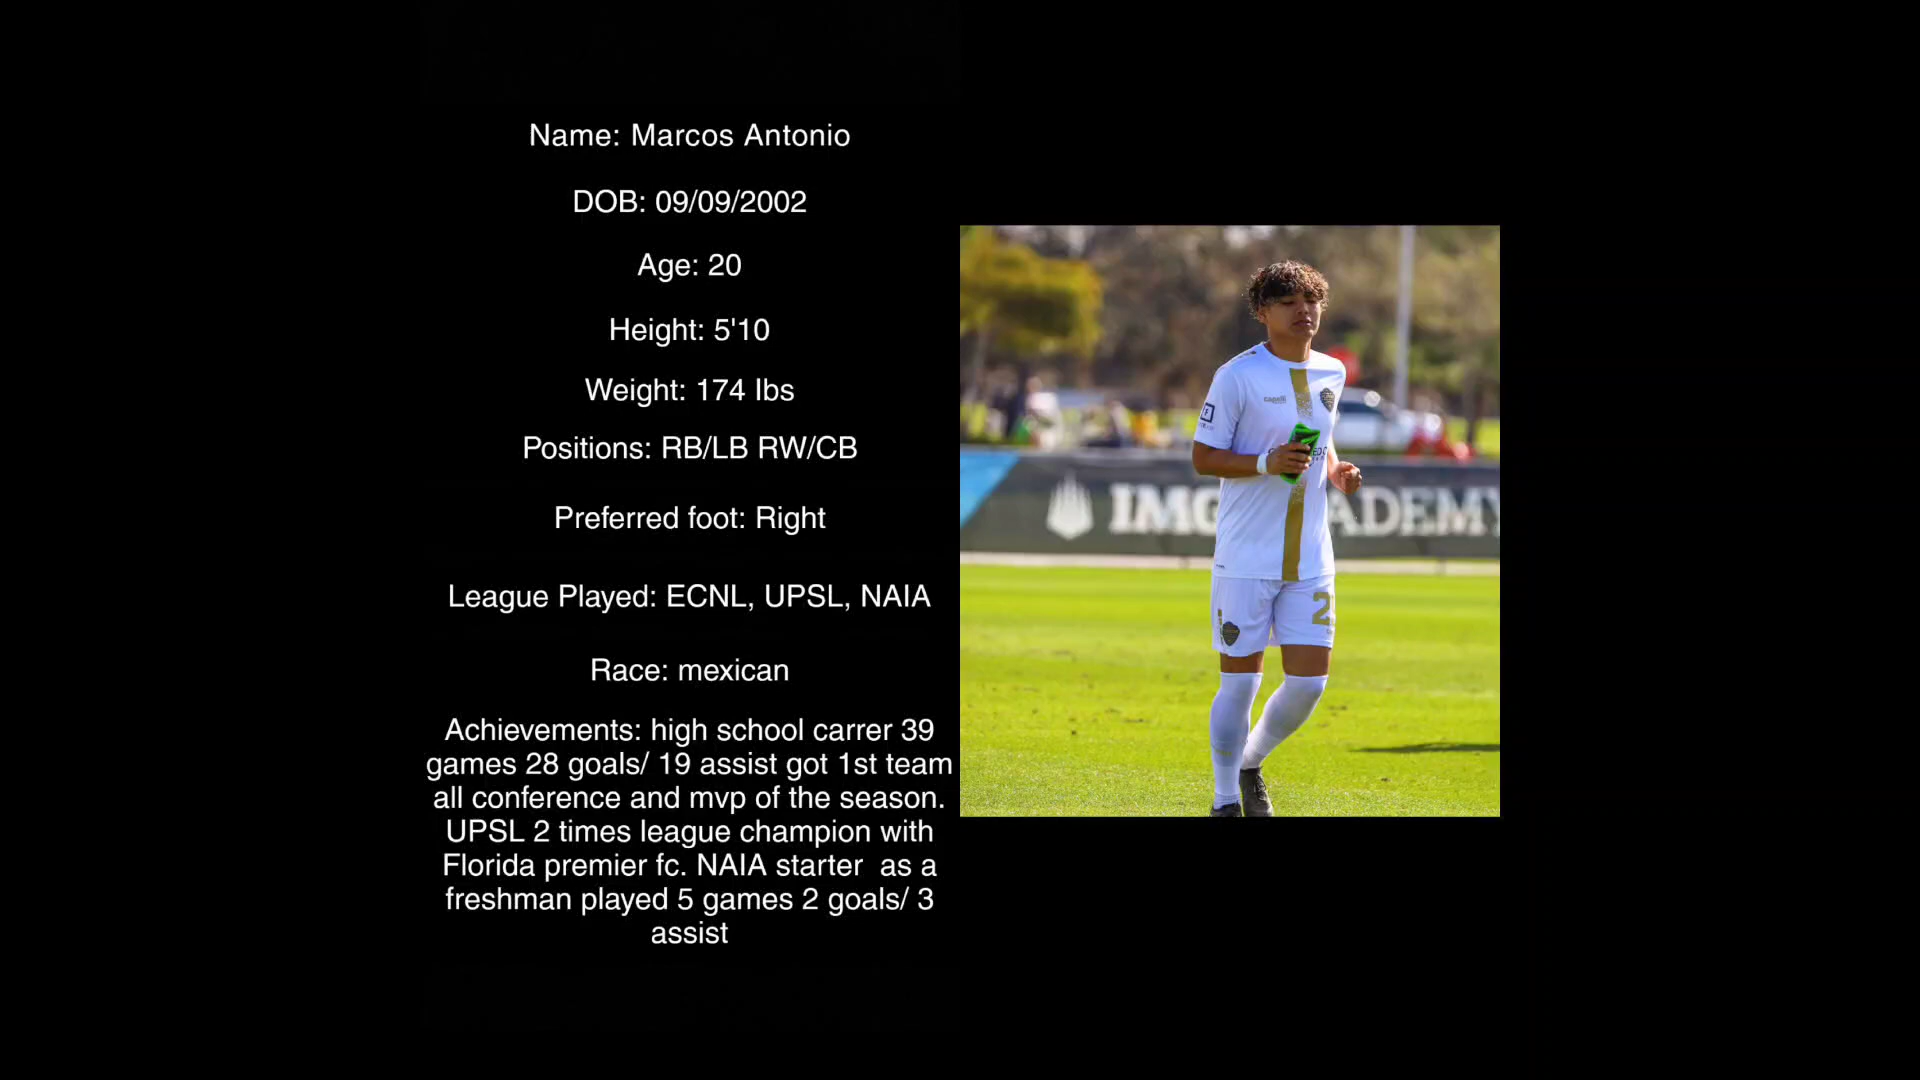 Name: Marcos Antonio
DOB: 09/09/2002
Age: 20
Height: 5'10
Weight: 174 lbs
Positions: RB/LB RW/CB
Preferred foot: Right
League Played: ECNL, UPSL, NAIA
Race: mexican
Achievements: high school carrer 39
games 28 goals/ 19 assist got 1st team
all conference and mvp of the season.
UPSL 2 times league champion with
Florida premier fc. NAIA starter  as a
freshman played 5 games 2 goals/ 3
assist
capelli
IMG ACADEMY
2